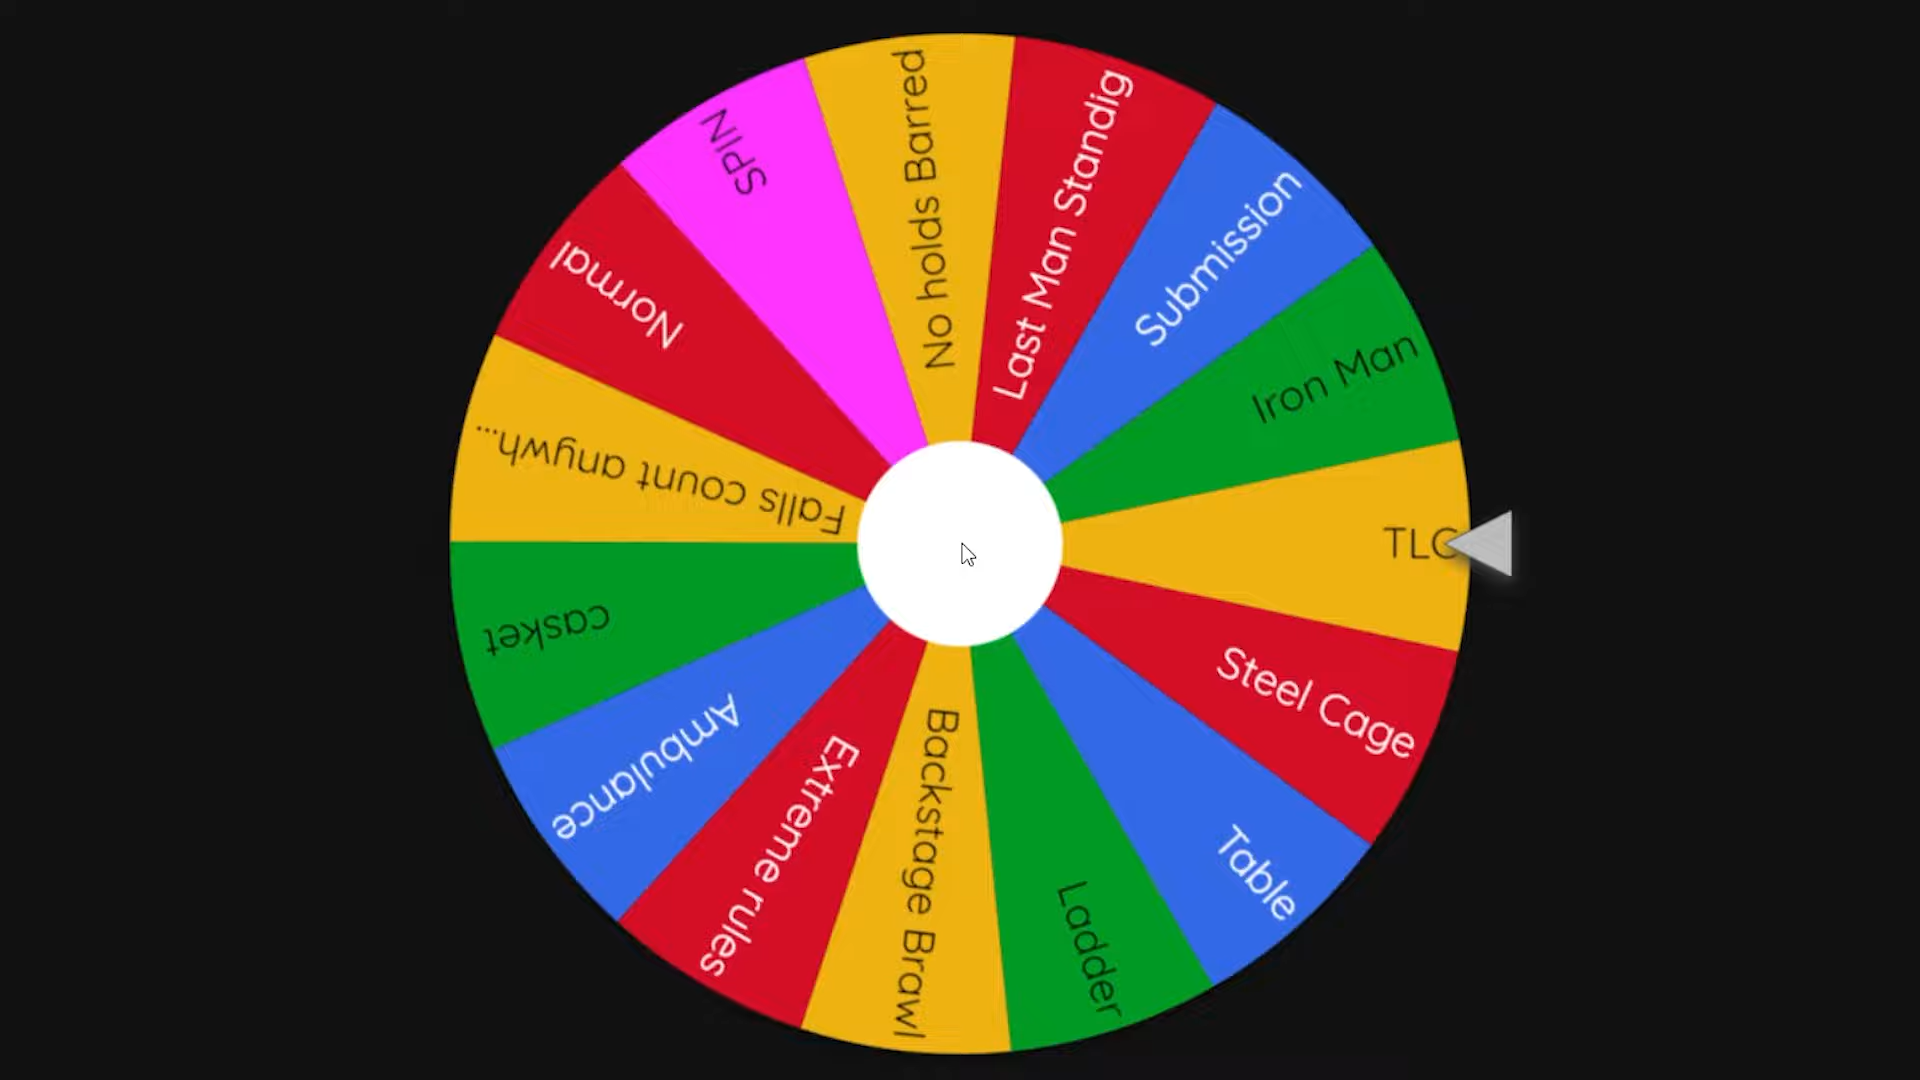 No holds Barred
Last Man Standig
Submission
Iron Man
TLC
Steel Cage
Table
Ladder
Backstage Brawl
Extreme rules
Ambulance
casket
Falls count anywh...
Normal
SPIN